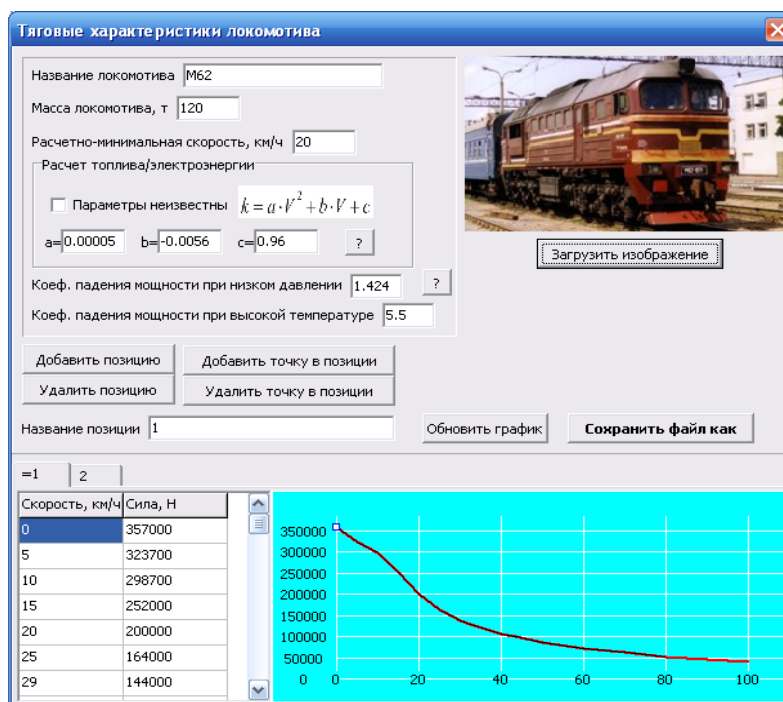 Тяговые характеристики локомотива
Название локомотива M62
Масса локомотива, т 120
Расчетно-минимальная скорость, км/ч 20
Расчет топлива/электроэнергии
Параметры неизвестны k = a·V² + b·V + c
a= 0.00005 b= -0.0056 c= 0.96 ?
Коеф. падения мощности при низком давлении 1.424 ?
Коеф. падения мощности при высокой температуре 5.5
Загрузить изображение
Добавить позицию Добавить точку в позиции
Удалить позицию Удалить точку в позиции
Название позиции 1 Обновить график Сохранить файл как
=1 2
Скорость, км/ч Сила, Н
0 357000
5 323700
10 298700
15 252000
20 200000
25 164000
29 144000
350000
300000
250000
200000
150000
100000
50000
0 0 20 40 60 80 100